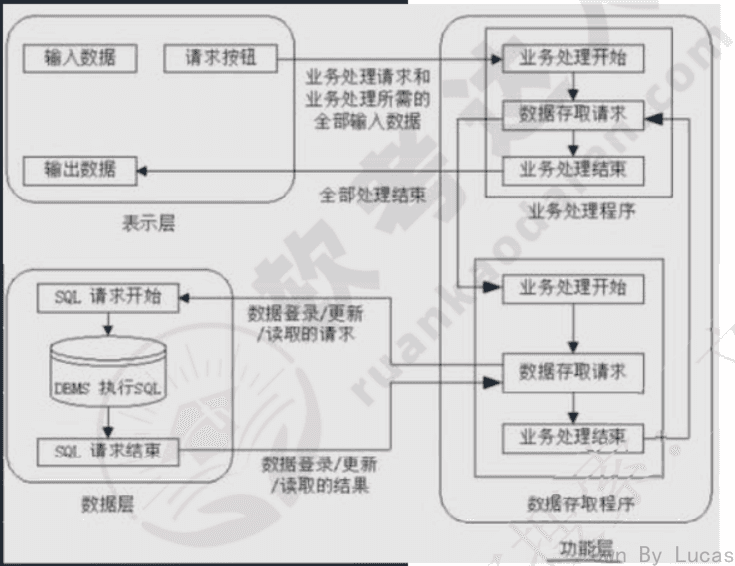 输入数据
请求按钮
业务处理请求和
业务处理所需的
全部输入数据
业务处理开始
数据存取请求
业务处理结束
业务处理程序
输出数据
全部处理结束
表示层
SQL 请求开始
数据登录/更新
/读取的请求
业务处理开始
DBMS 执行SQL
数据存取请求
SQL 请求结束
数据登录/更新
/读取的结果
业务处理结束
数据层
数据存取程序
功能层
软考达人
ruankaodaren.com
wn By Lucas